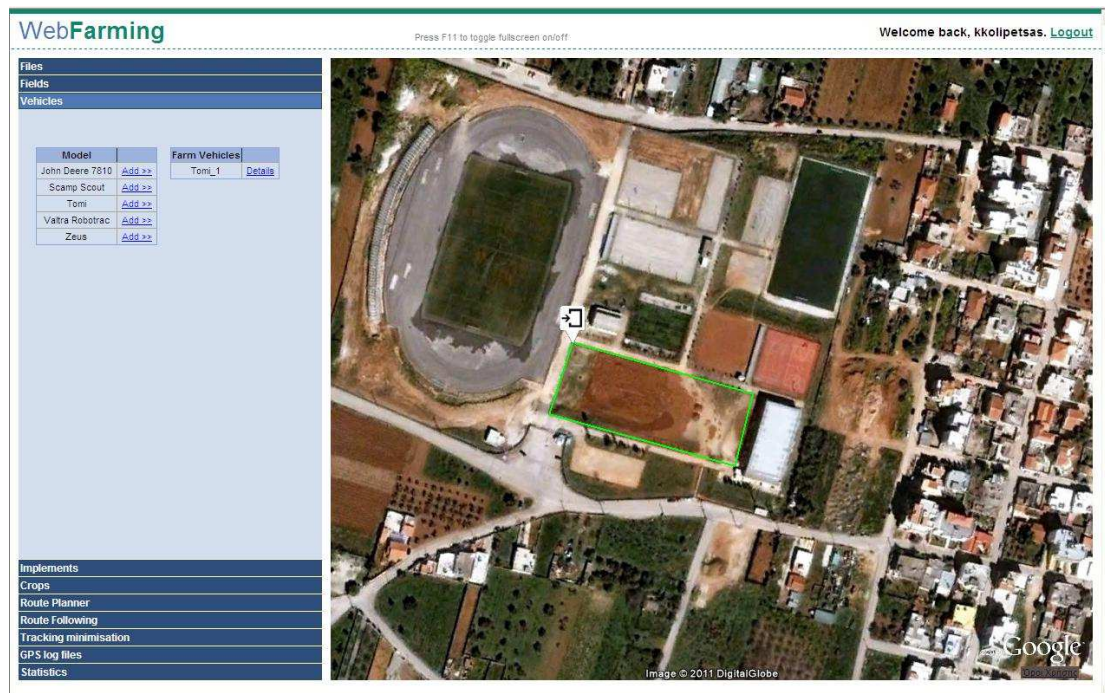 WebFarming
Press F11 to toggle fullscreen on/off
Welcome back, kkolipetsas. Logout
Files
Fields
Vehicles
Model
John Deere 7810 Add >>
Scamp Scout Add >>
Tomi Add >>
Valtra Robotrac Add >>
Zeus Add >>
Farm Vehicles
Tomi_1 Details
Implements
Crops
Route Planner
Route Following
Tracking minimisation
GPS log files
Statistics
Google
Image © 2011 DigitalGlobe